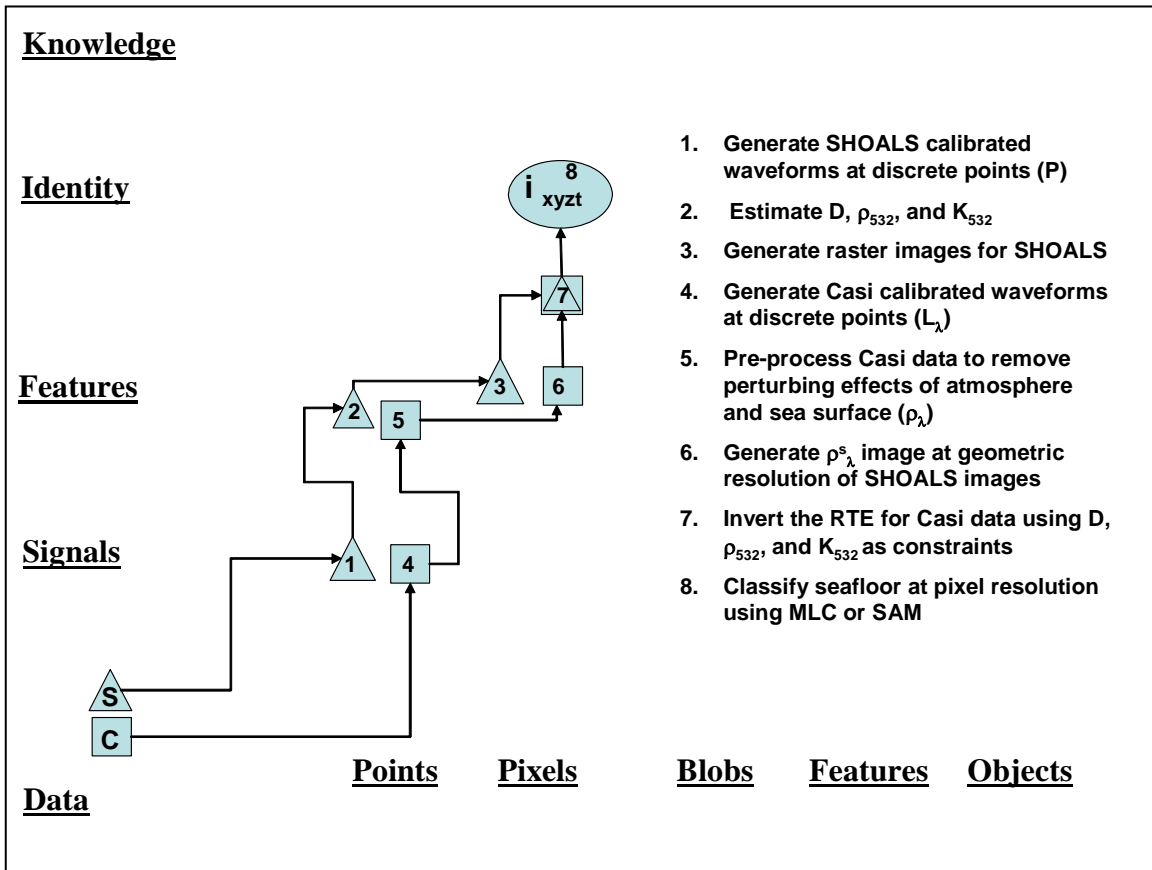 Knowledge
Identity
Features
Signals
Data
i xyzt 8
7
3
6
2
5
1
4
S
C
Points Pixels Blobs Features Objects
1. Generate SHOALS calibrated
waveforms at discrete points (P)
2. Estimate D, ρ532, and K532
3. Generate raster images for SHOALS
4. Generate Casi calibrated waveforms
at discrete points (Lλ)
5. Pre-process Casi data to remove
perturbing effects of atmosphere
and sea surface (ρλ)
6. Generate ρsλ image at geometric
resolution of SHOALS images
7. Invert the RTE for Casi data using D,
ρ532, and K532 as constraints
8. Classify seafloor at pixel resolution
using MLC or SAM